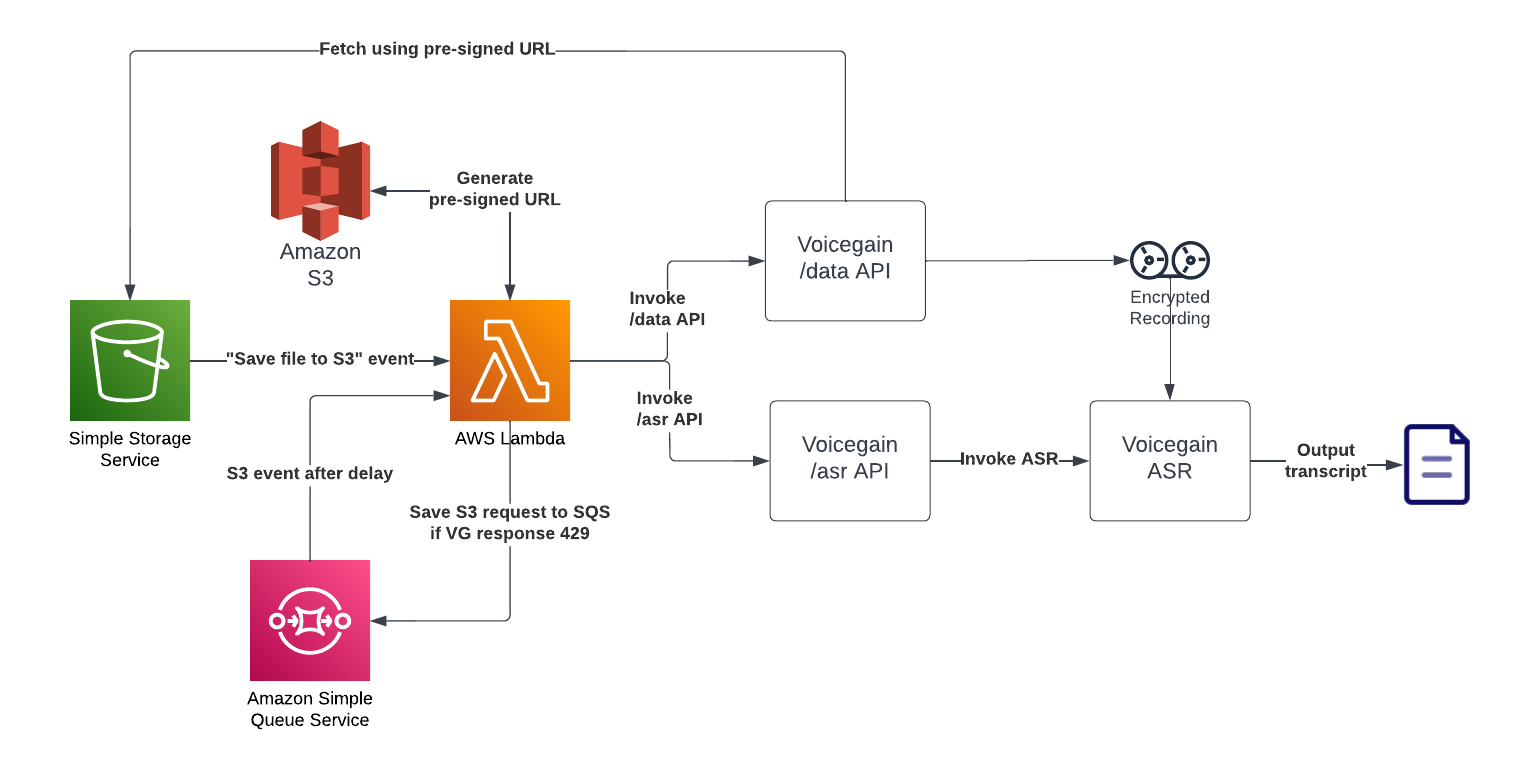 Fetch using pre-signed URL
Generate
pre-signed URL
Amazon
S3
Voicegain
/data API
Encrypted
Recording
Invoke
/data API
"Save file to S3" event
Simple Storage
Service
AWS Lambda
Invoke
/asr API
Voicegain
/asr API
Invoke ASR
Voicegain
ASR
Output
transcript
S3 event after delay
Save S3 request to SQS
if VG response 429
Amazon Simple
Queue Service